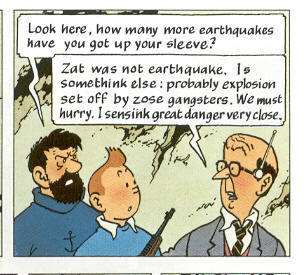 Look here, how many more earthquakes
have you got up your sleeve?
Zat was not earthquake. Is
somethink else: probably explosion
set off by zose gangsters. We must
hurry. I sensink great danger very close.